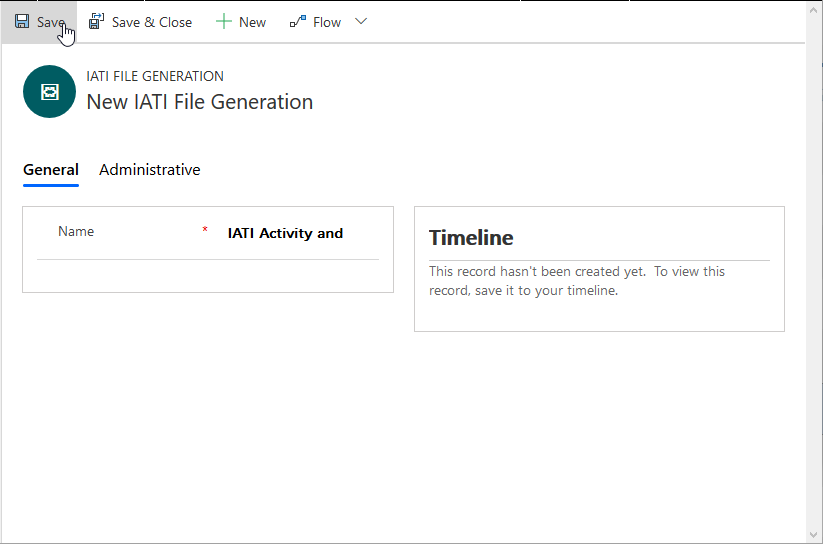 Save Save & Close New Flow
IATI FILE GENERATION
New IATI File Generation
General Administrative
Name * IATI Activity and
Timeline
This record hasn't been created yet. To view this
record, save it to your timeline.